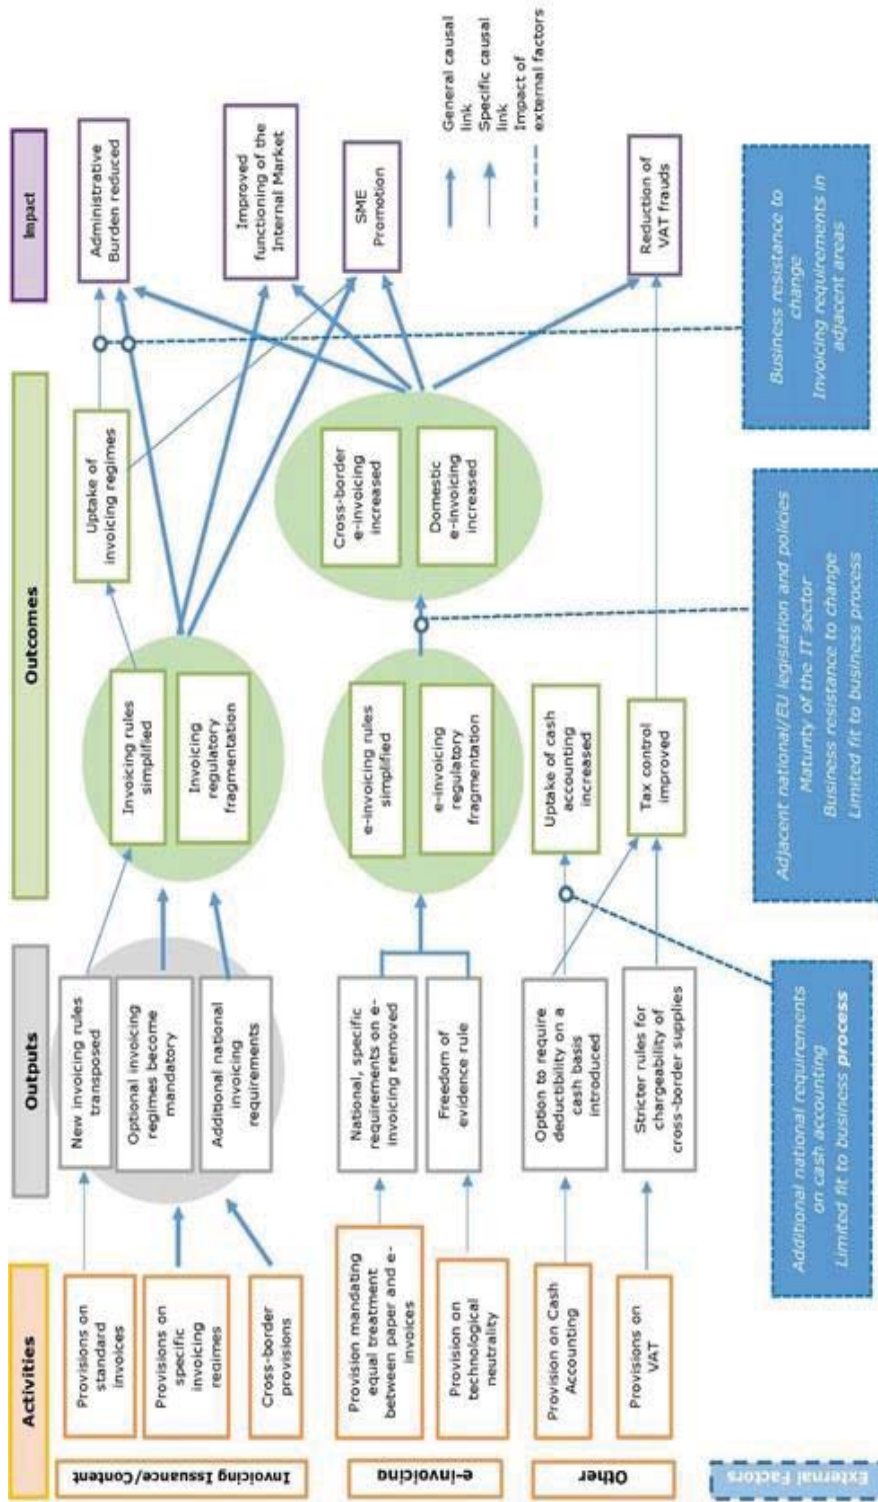 Activities
Outputs
Outcomes
Impact
Invoicing Issuance/Content
Provisions on
standard
invoices
Provisions on
specific
invoicing
regimes
Cross-border
provisions
New invoicing rules
transposed
Optional invoicing
regimes become
mandatory
Additional national
invoicing
requirements
Invoicing rules
simplified
Invoicing
regulatory
fragmentation
Uptake of
invoicing regimes
Administrative
Burden reduced
Improved
functioning of the
Internal Market
SME
Promotion
e-invoicing
Provision mandating
equal treatment
between paper and e-
invoices
Provision on
technological
neutrality
National, specific
requirements on e-
invoicing removed
Freedom of
evidence rule
e-invoicing rules
simplified
e-invoicing
regulatory
fragmentation
Cross-border
e-invoicing
increased
Domestic
e-invoicing
increased
General causal
link
Specific causal
link
Impact of
external factors
Other
Provision on Cash
Accounting
Provisions on
VAT
Option to require
deductibility on a
cash basis
introduced
Stricter rules for
chargeability of
cross-border supplies
Uptake of cash
accounting
increased
Tax control
improved
Reduction of
VAT frauds
External Factors
Additional national requirements
on cash accounting
Limited fit to business process
Adjacent national/EU legislation and policies
Maturity of the IT sector
Business resistance to change
Limited fit to business process
Business resistance to
change
Invoicing requirements in
adjacent areas